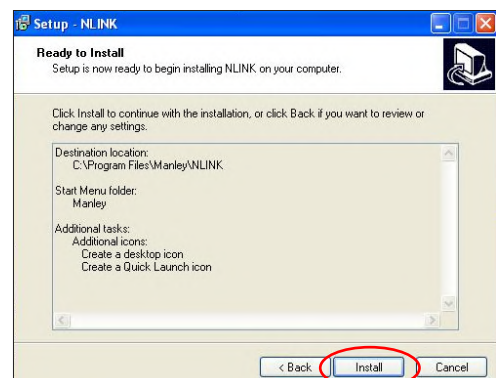 Setup - NLINK
Ready to Install
Setup is now ready to begin installing NLINK on your computer.
Click Install to continue with the installation, or click Back if you want to review or
change any settings.
Destination location:
C:\Program Files\Manley\NLINK
Start Menu folder:
Manley
Additional tasks:
Additional icons:
Create a desktop icon
Create a Quick Launch icon
< Back Install Cancel